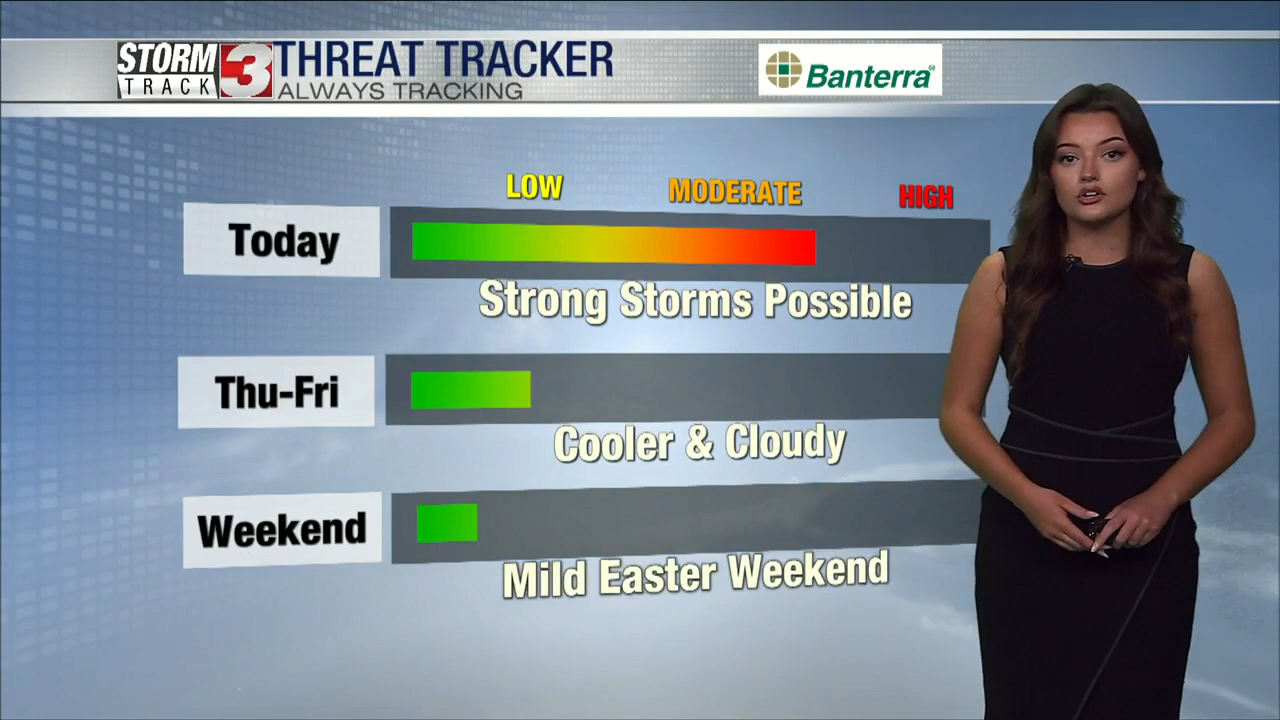 STORM
TRACK
3
THREAT TRACKER
ALWAYS TRACKING
Banterra®
LOW
MODERATE
HIGH
Today
Strong Storms Possible
Thu-Fri
Cooler & Cloudy
Weekend
Mild Easter Weekend